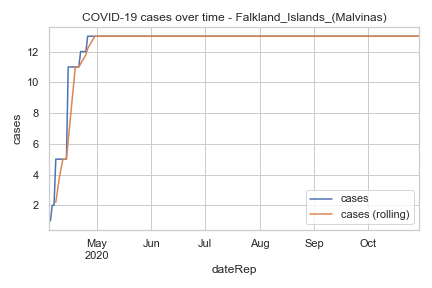 COVID-19 cases over time - Falkland_Islands_(Malvinas)
12
10
8
6
4
2
cases
May
2020
Jun
Jul
Aug
Sep
Oct
dateRep
cases
cases (rolling)